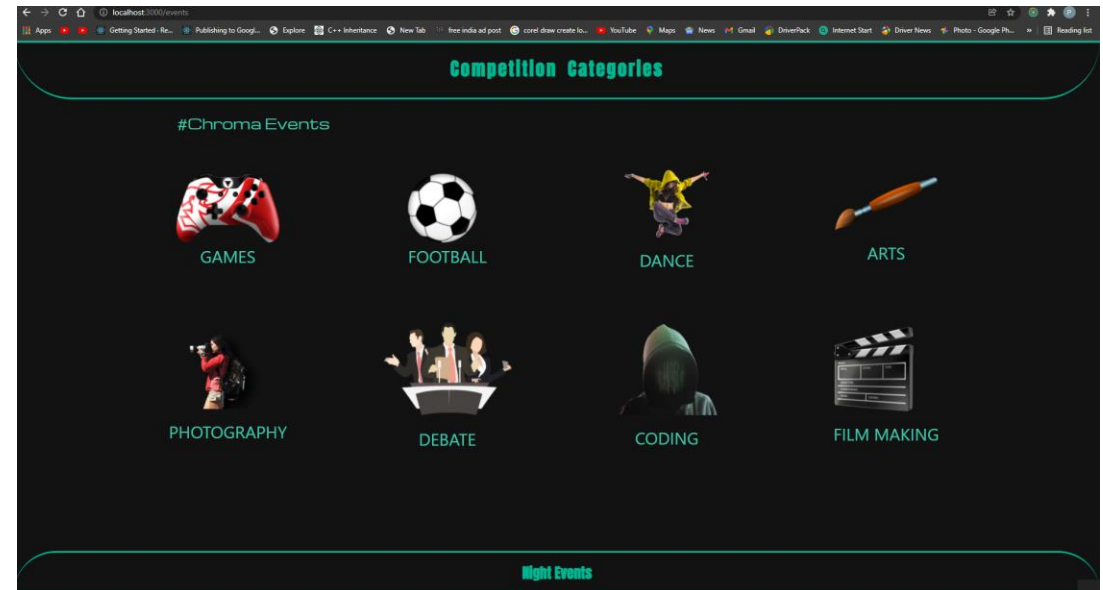 localhost:3000/events
Apps Getting Started - Re... Publishing to Googl... Explore C++ Inheritance New Tab free india ad post corel draw create lo... YouTube Maps News Gmail DriverPack Internet Start Driver News Photo - Google Ph... » Reading list
Competition Categories
#Chroma Events
GAMES FOOTBALL DANCE ARTS
PHOTOGRAPHY DEBATE CODING FILM MAKING
Night Events